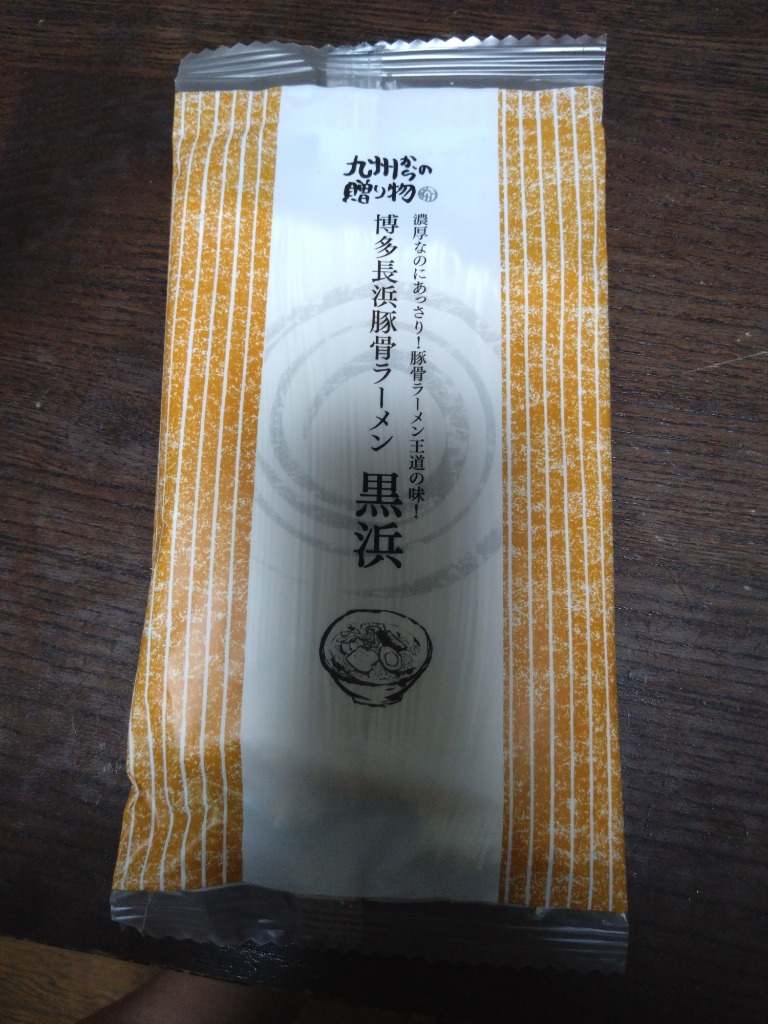 九州からの
贈り物
濃厚なのにあっさり！豚骨ラーメン王道の味！
博多長浜豚骨ラーメン 黒浜